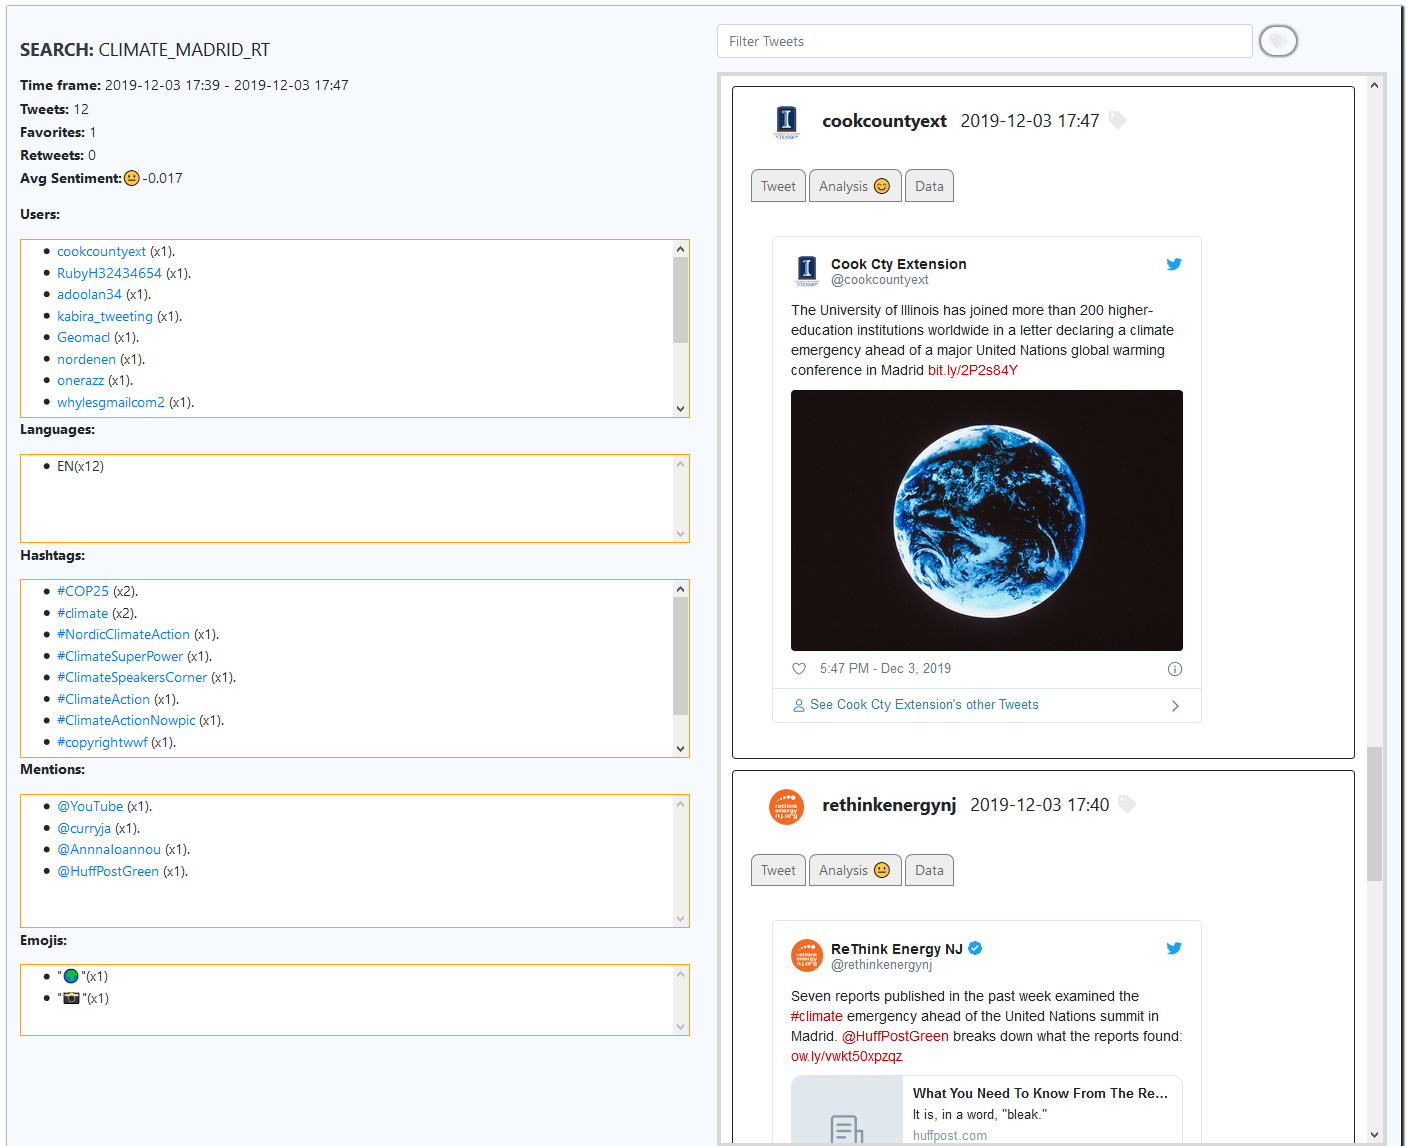 SEARCH: CLIMATE_MADRID_RT
Time frame: 2019-12-03 17:39 - 2019-12-03 17:47
Tweets: 12
Favorites: 1
Retweets: 0
Avg Sentiment:😐-0.017
Users:
• cookcountyext (x1).
• RubyH32434654 (x1).
• adoolan34 (x1).
• kabira_tweeting (x1).
• Geomacl (x1).
• nordenen (x1).
• onerazz (x1).
• whylesgmailcom2 (x1).
Languages:
• EN(x12)
Hashtags:
• #COP25 (x2).
• #climate (x2).
• #NordicClimateAction (x1).
• #ClimateSuperPower (x1).
• #ClimateSpeakersCorner (x1).
• #ClimateAction (x1).
• #ClimateActionNowpic (x1).
• #copyrightwwf (x1).
Mentions:
• @YouTube (x1).
• @curryja (x1).
• @AnnnaIoannou (x1).
• @HuffPostGreen (x1).
Emojis:
• "🌍"(x1)
• "📷"(x1)
Filter Tweets
cookcountyext 2019-12-03 17:47
Tweet Analysis 😊 Data
Cook Cty Extension
@cookcountyext
The University of Illinois has joined more than 200 higher-
education institutions worldwide in a letter declaring a climate
emergency ahead of a major United Nations global warming
conference in Madrid bit.ly/2P2s84Y
5:47 PM - Dec 3, 2019
See Cook Cty Extension's other Tweets
rethinkenergynj 2019-12-03 17:40
Tweet Analysis 😐 Data
ReThink Energy NJ
@rethinkenergynj
Seven reports published in the past week examined the
#climate emergency ahead of the United Nations summit in
Madrid. @HuffPostGreen breaks down what the reports found:
ow.ly/vwkt50xpzqz
What You Need To Know From The Re...
It is, in a word, "bleak."
huffpost.com